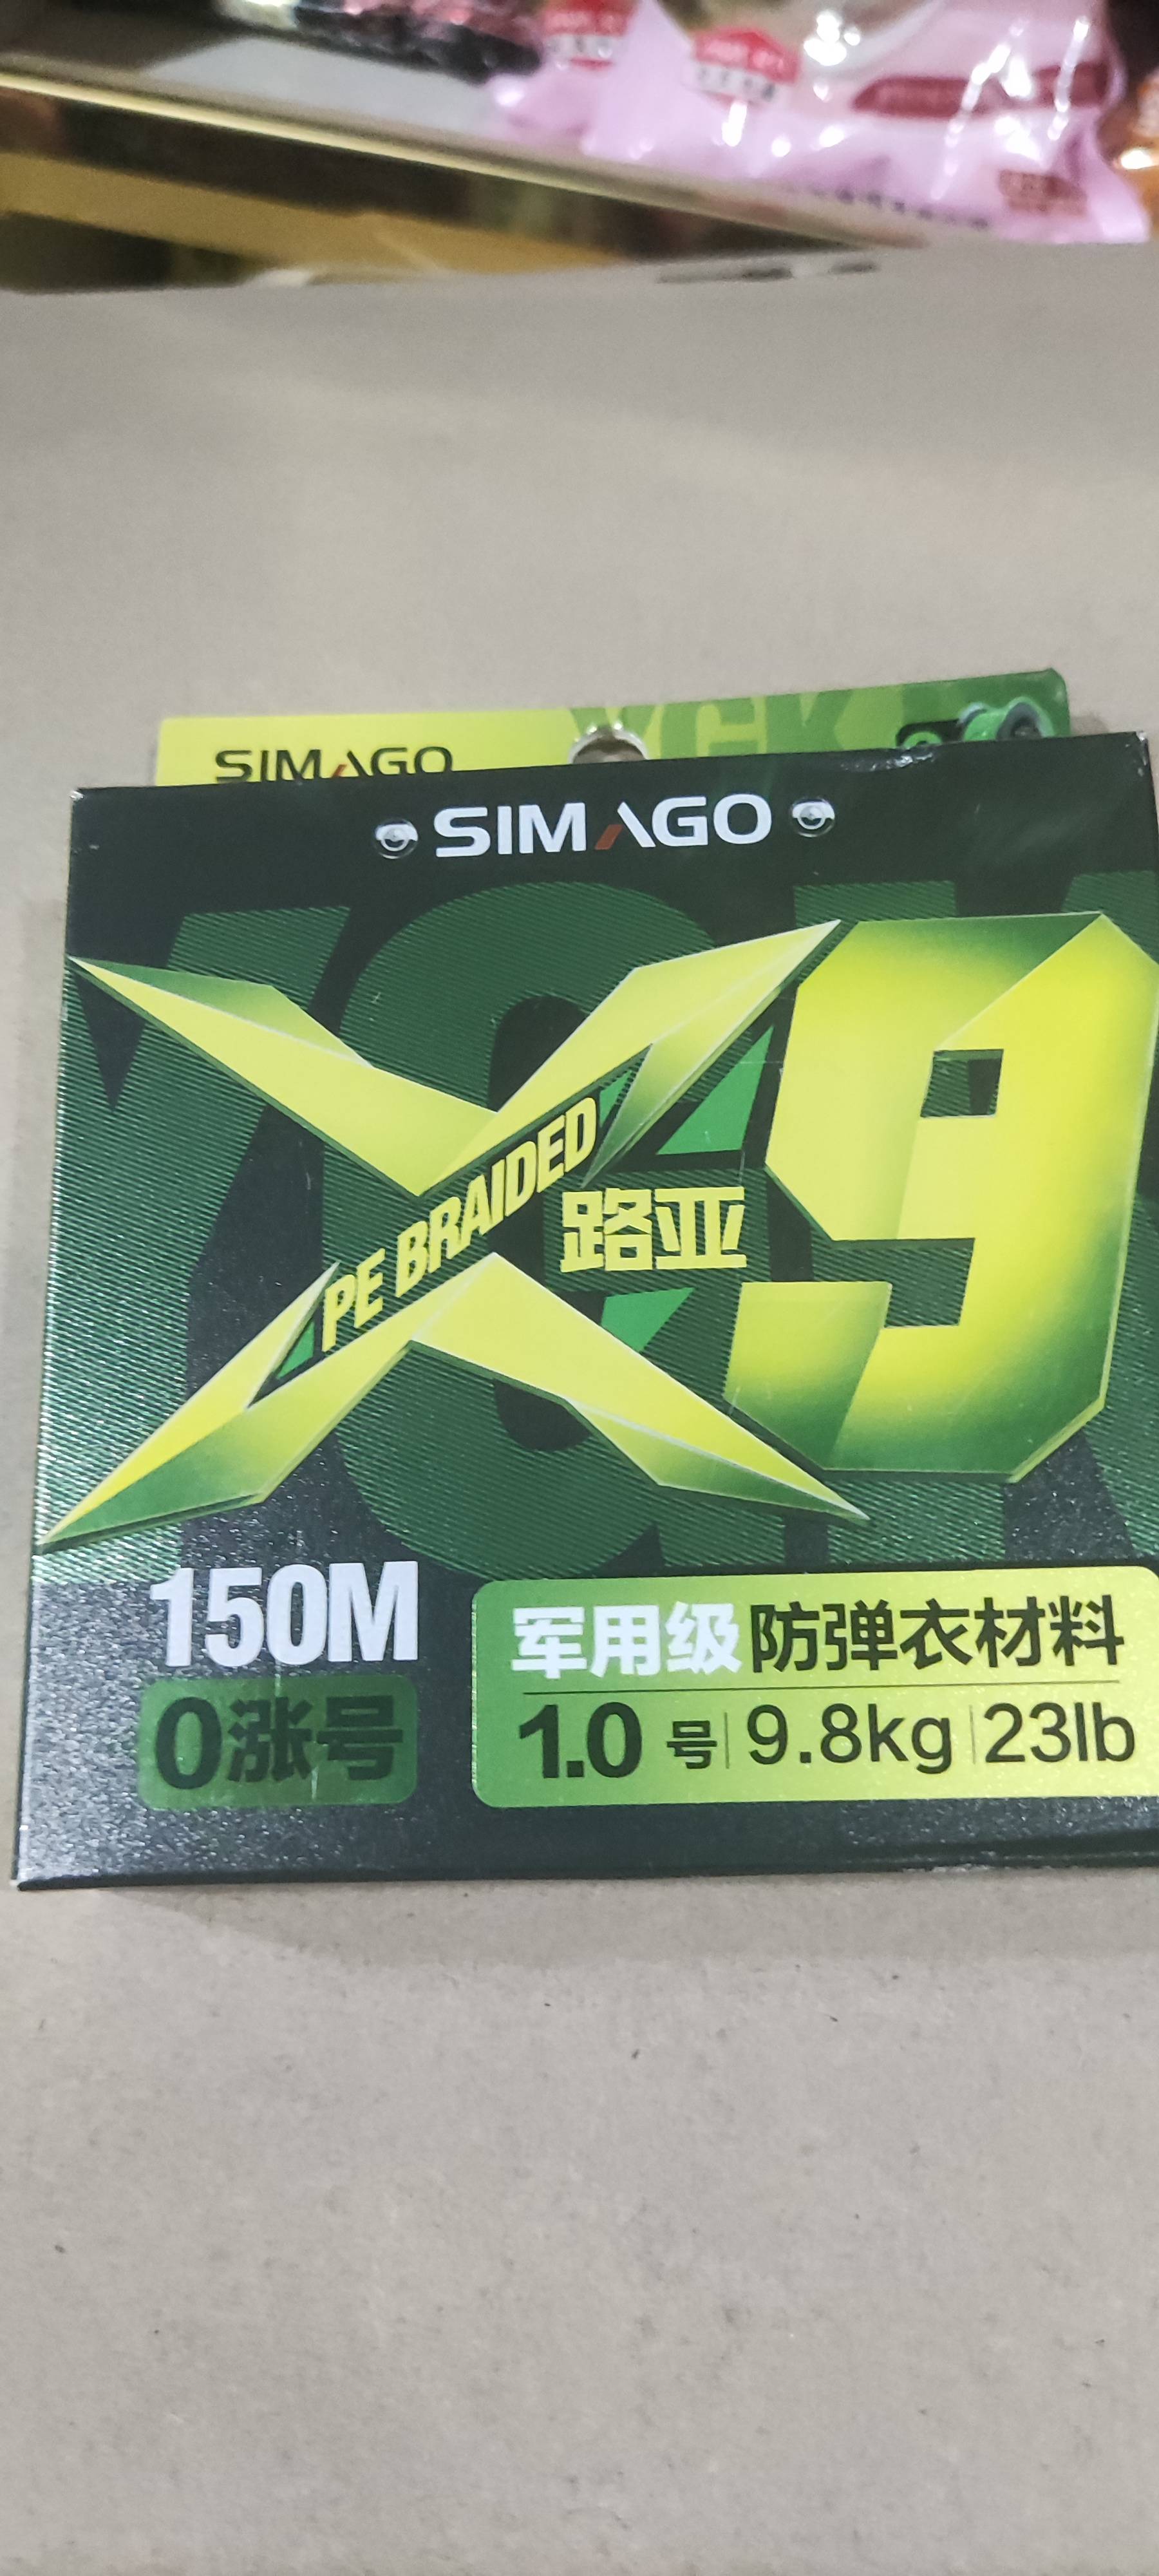 SIMAGO
YGK
SIMAGO
X9
PE BRAIDED
路亚
150M
0涨号
军用级防弹衣材料
1.0号 9.8kg 23lb